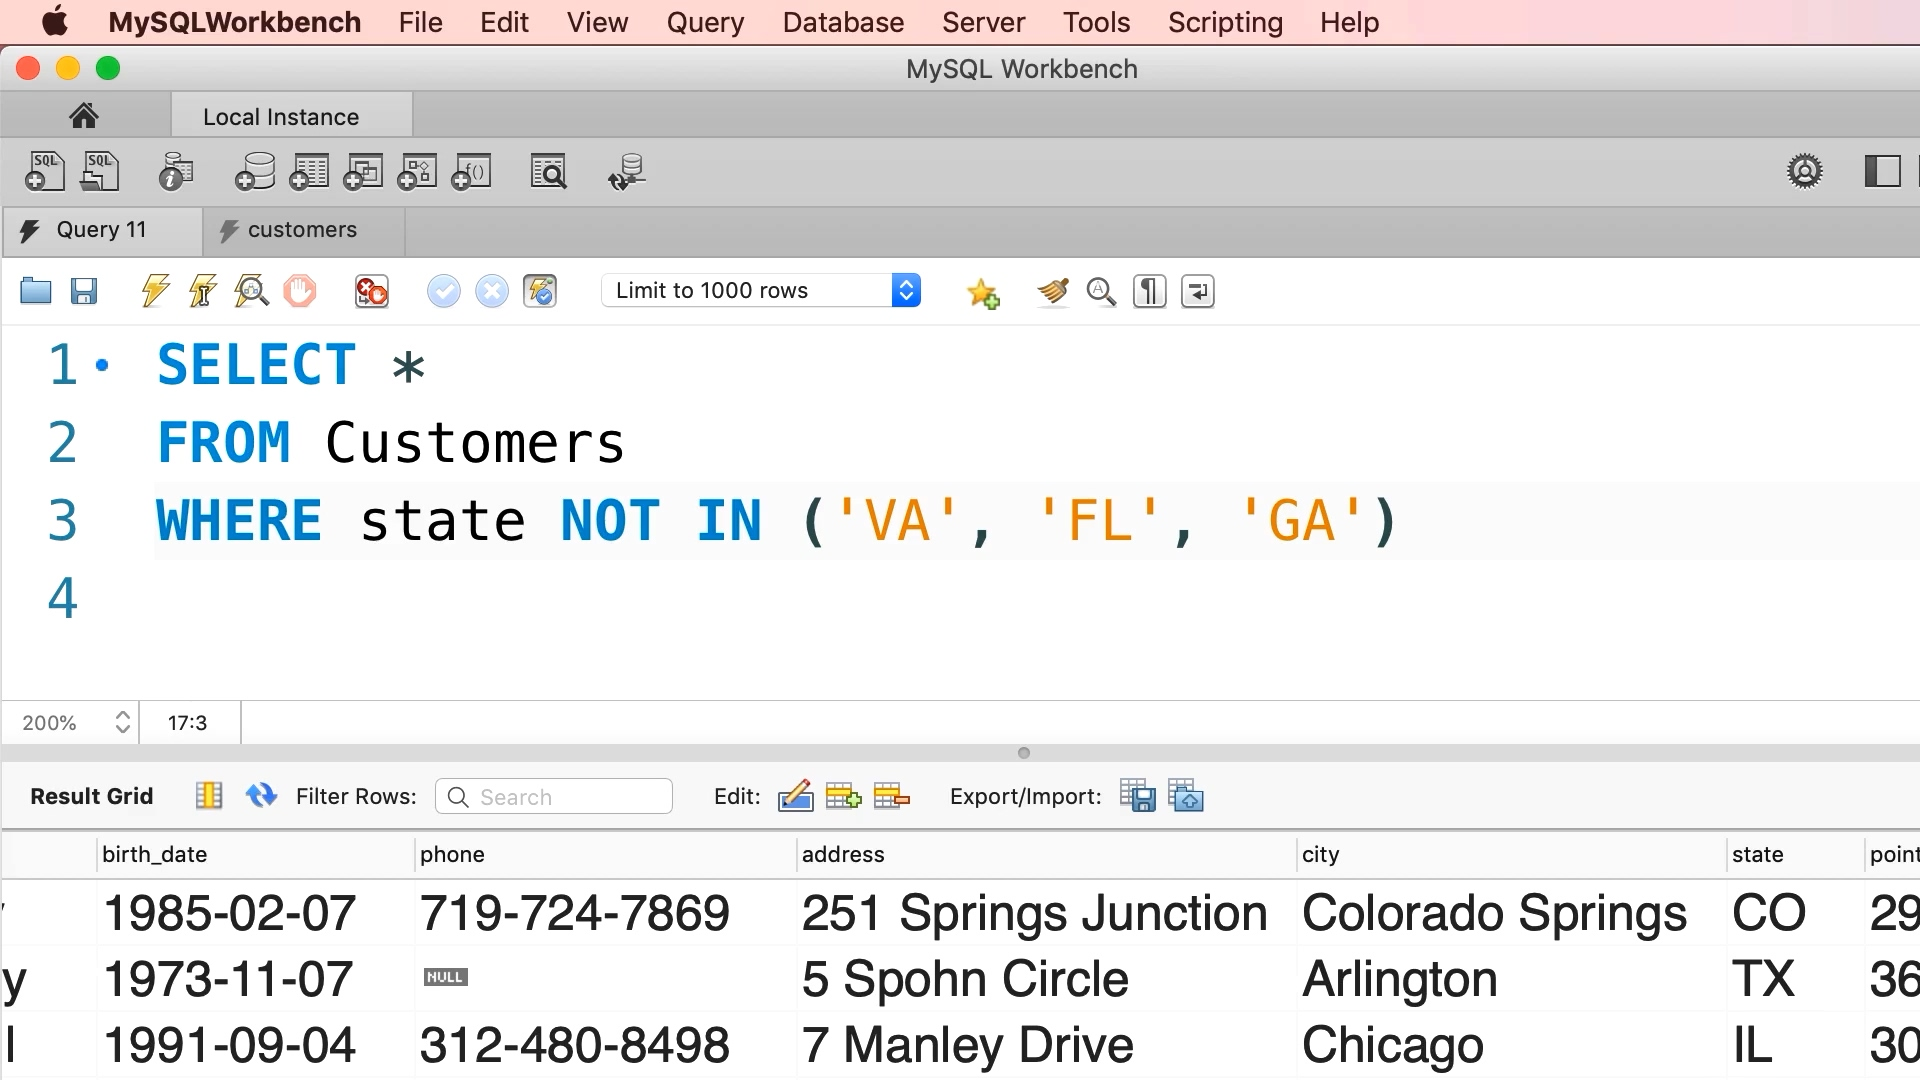 MySQLWorkbench File Edit View Query Database Server Tools Scripting Help
MySQL Workbench
Local Instance
SQL SQL f()
Query 11 customers
Limit to 1000 rows
1 SELECT *
2 FROM Customers
3 WHERE state NOT IN ('VA', 'FL', 'GA')
4
200% 17:3
Result Grid Filter Rows: Search Edit: Export/Import:
birth_date phone address city state point
y 1985-02-07 719-724-7869 251 Springs Junction Colorado Springs CO 29
y 1973-11-07 NULL 5 Spohn Circle Arlington TX 36
l 1991-09-04 312-480-8498 7 Manley Drive Chicago IL 30